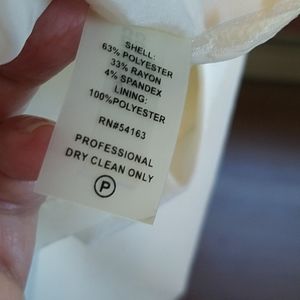 SHELL:
63% POLYESTER
33% RAYON
4% SPANDEX
LINING:
100%POLYESTER
RN#54163
PROFESSIONAL
DRY CLEAN ONLY
P